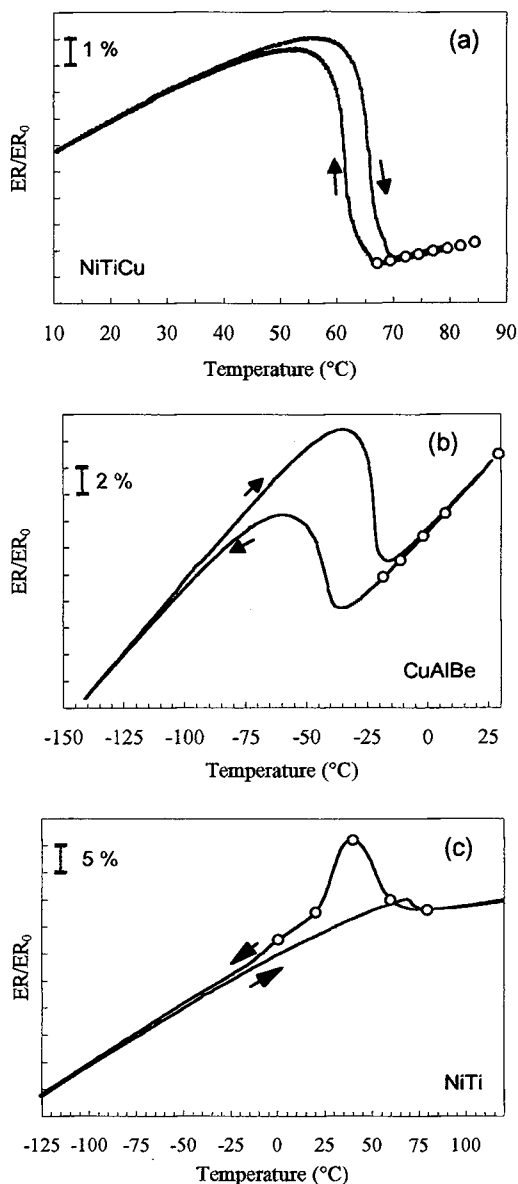 (a)
1 %
ER/ER₀
NiTiCu
10 20 30 40 50 60 70 80 90
Temperature (°C)
(b)
2 %
ER/ER₀
CuAlBe
-150 -125 -100 -75 -50 -25 0 25
Temperature (°C)
(c)
5 %
ER/ER₀
NiTi
-125 -100 -75 -50 -25 0 25 50 75 100
Temperature (°C)